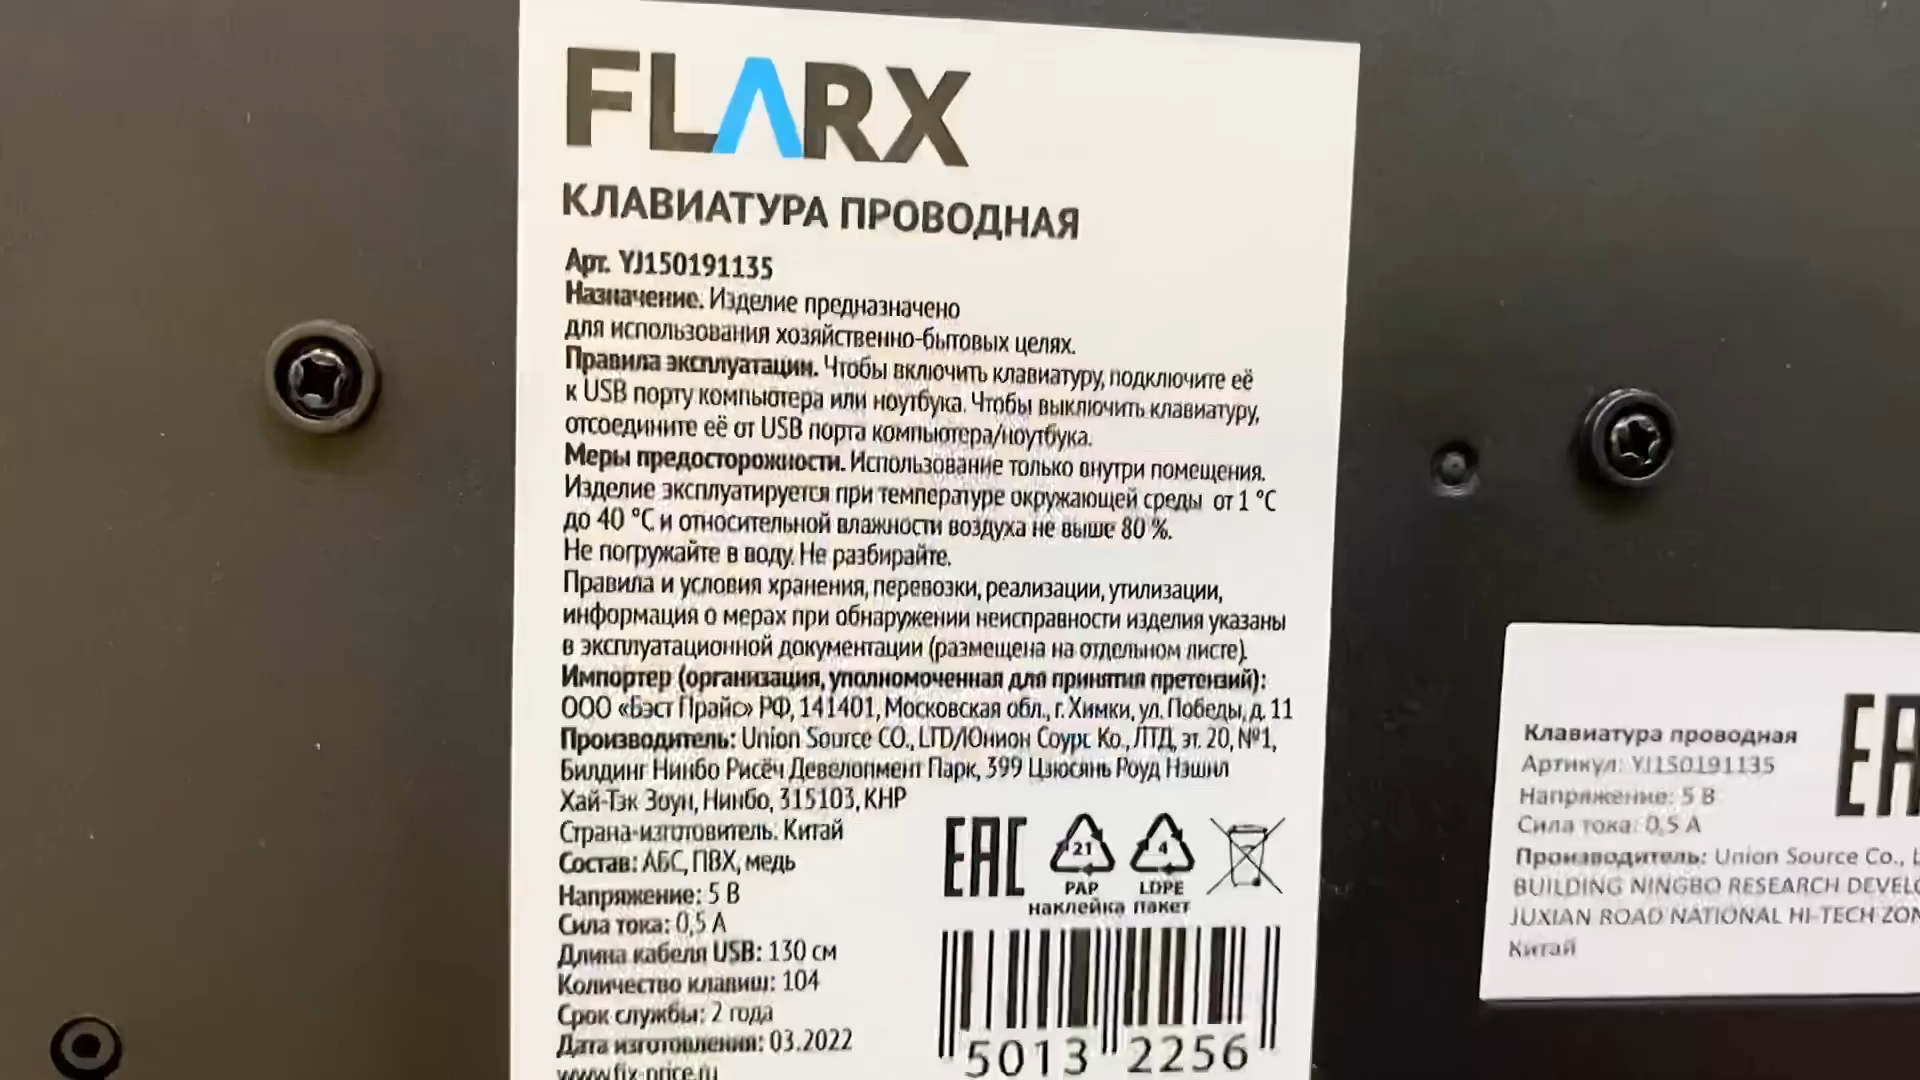 FLARX
КЛАВИАТУРА ПРОВОДНАЯ
Арт. YJ150191135
Назначение. Изделие предназначено
для использования хозяйственно-бытовых целях.
Правила эксплуатации. Чтобы включить клавиатуру, подключите её
к USB порту компьютера или ноутбука. Чтобы выключить клавиатуру,
отсоедините её от USB порта компьютера/ноутбука.
Меры предосторожности. Использование только внутри помещения.
Изделие эксплуатируется при температуре окружающей среды от 1 °С
до 40 °С и относительной влажности воздуха не выше 80 %.
Не погружайте в воду. Не разбирайте.
Правила и условия хранения, перевозки, реализации, утилизации,
информация о мерах при обнаружении неисправности изделия указаны
в эксплуатационной документации (размещена на отдельном листе).
Импортер (организация, уполномоченная для принятия претензий):
ООО «Бэст Прайс» РФ, 141401, Московская обл., г. Химки, ул. Победы, д. 11
Производитель: Union Source CO., LTD/Юнион Соурс Ко., ЛТД, эт. 20, №1,
Билдинг Нинбо Рисёч Девелопмент Парк, 399 Цзюсянь Роуд Нэшнл
Хай-Тэк Зоун, Нинбо, 315103, КНР
Страна-изготовитель: Китай
Состав: АБС, ПВХ, медь
Напряжение: 5 В
Сила тока: 0,5 А
Длина кабеля USB: 130 см
Количество клавиш: 104
Срок службы: 2 года
Дата изготовления: 03.2022
www.fix-price.ru
EAC
21
4
PAP
LDPE
наклейка пакет
5013 2256
Клавиатура проводная
Артикул: YJ150191135
Напряжение: 5 В
Сила тока: 0,5 А
Производитель: Union Source Co., L
BUILDING NINGBO RESEARCH DEVELO
JUXIAN ROAD NATIONAL HI-TECH ZON
Китай
EA